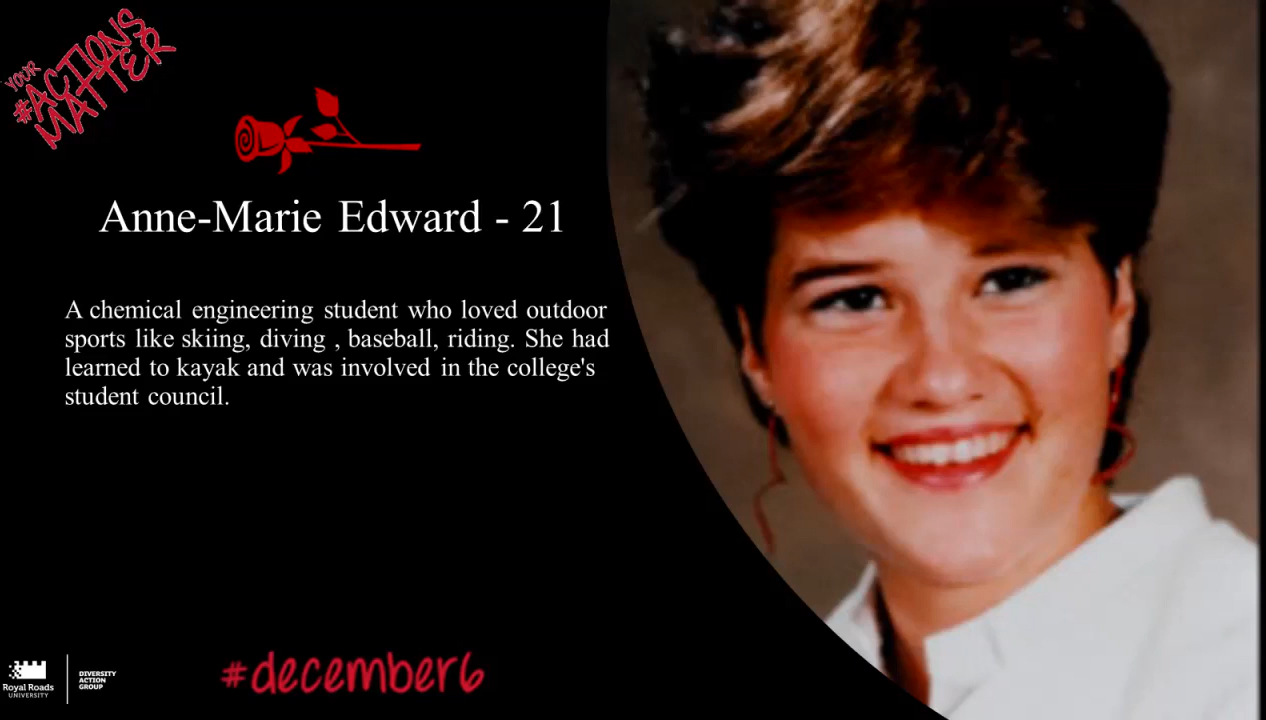 YOUR
#ACTIONS
MATTER
Anne-Marie Edward - 21
A chemical engineering student who loved outdoor
sports like skiing, diving , baseball, riding. She had
learned to kayak and was involved in the college's
student council.
#december6
Royal Roads
UNIVERSITY
DIVERSITY
ACTION
GROUP